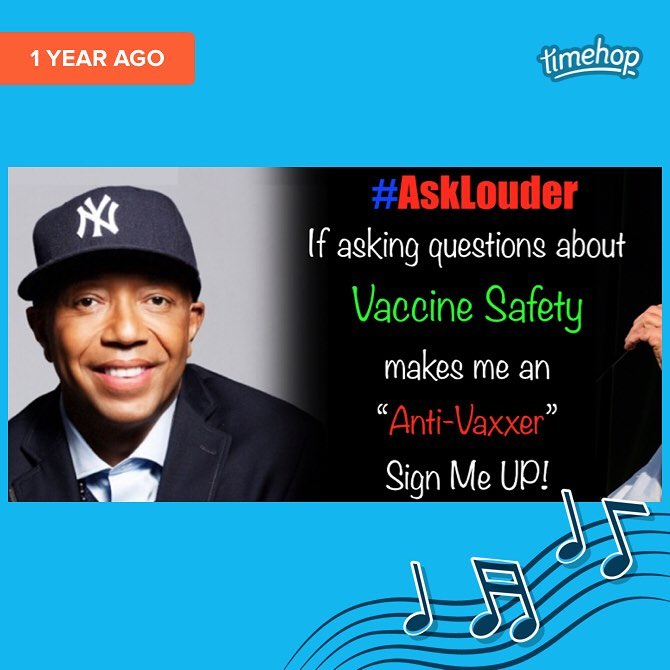 1 YEAR AGO
timehop
NY
#AskLouder
If asking questions about
Vaccine Safety
makes me an
“Anti-Vaxxer”
Sign Me UP!